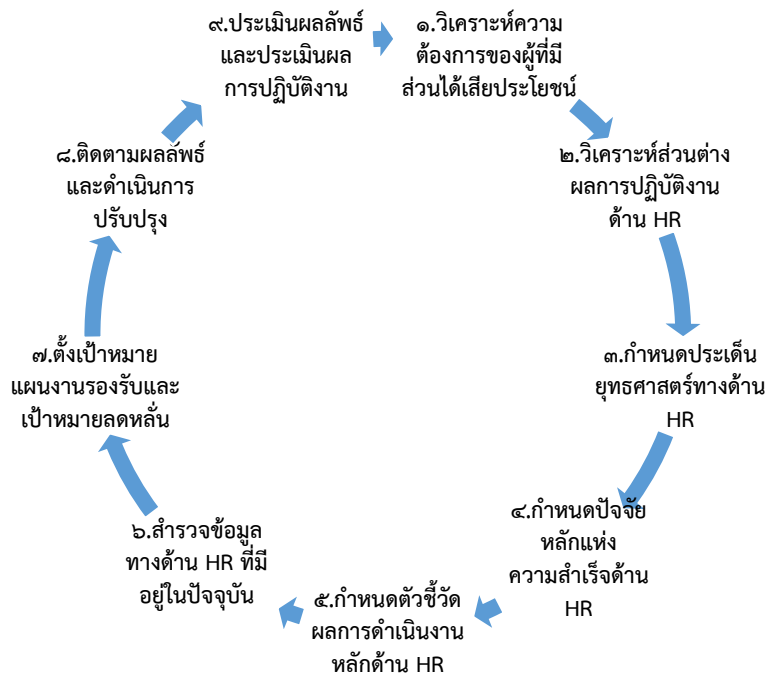 ๑.วิเคราะห์ความ
ต้องการของผู้ที่มี
ส่วนได้เสียประโยชน์
๒.วิเคราะห์ส่วนต่าง
ผลการปฏิบัติงาน
ด้าน HR
๓.กำหนดประเด็น
ยุทธศาสตร์ทางด้าน
HR
๔.กำหนดปัจจัย
หลักแห่ง
ความสำเร็จด้าน
HR
๕.กำหนดตัวชี้วัด
ผลการดำเนินงาน
หลักด้าน HR
๖.สำรวจข้อมูล
ทางด้าน HR ที่มี
อยู่ในปัจจุบัน
๗.ตั้งเป้าหมาย
แผนงานรองรับและ
เป้าหมายลดหลั่น
๘.ติดตามผลลัพธ์
และดำเนินการ
ปรับปรุง
๙.ประเมินผลลัพธ์
และประเมินผล
การปฏิบัติงาน